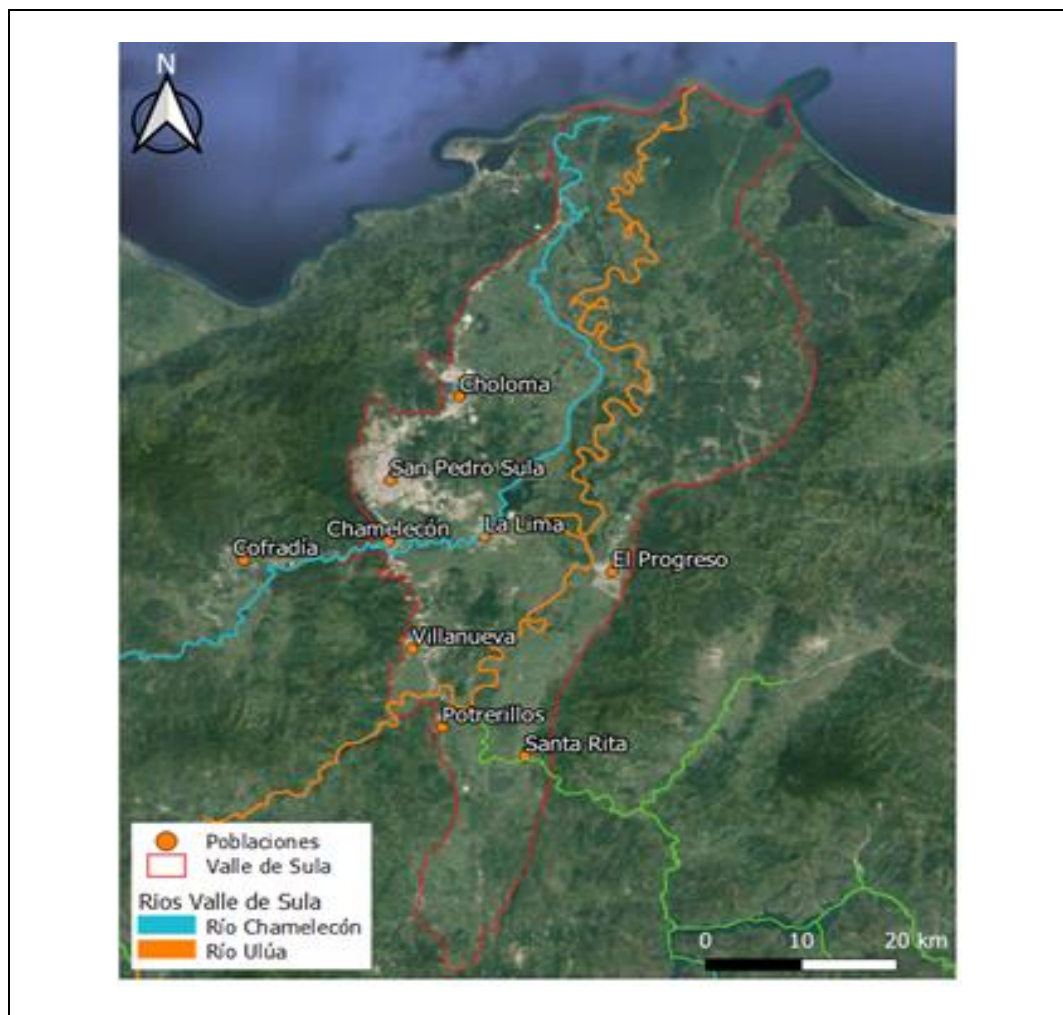 N
Choloma
San Pedro Sula
Chamelecón
La Lima
Cofradía
El Progreso
Villanueva
Potrerillos
Santa Rita
Poblaciones
Valle de Sula
Rios Valle de Sula
Río Chamelecón
Río Ulúa
0 10 20 km